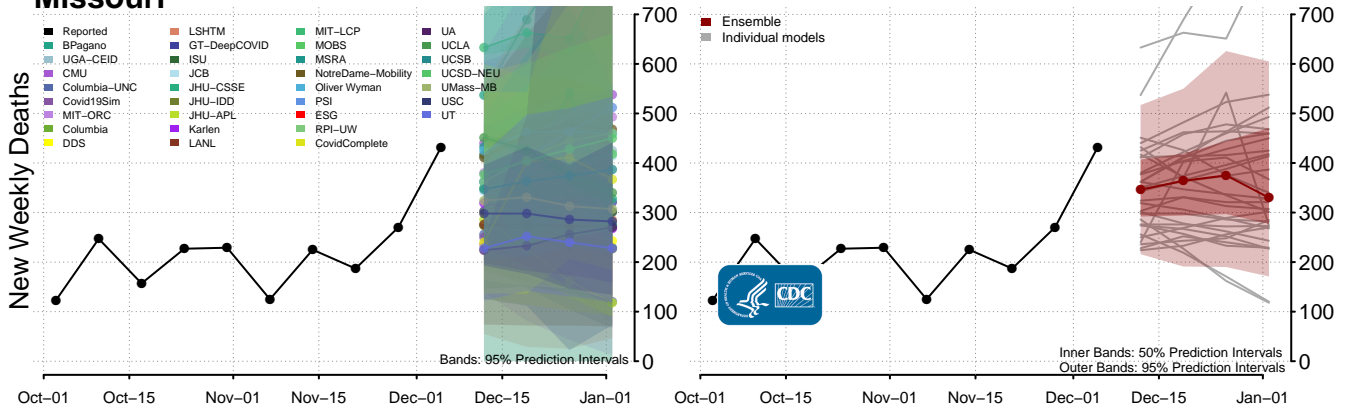 Missouri
New Weekly Deaths
Reported
BPagano
UGA−CEID
CMU
Columbia−UNC
Covid19Sim
MIT−ORC
Columbia
DDS
LSHTM
GT−DeepCOVID
ISU
JCB
JHU−CSSE
JHU−IDD
JHU−APL
Karlen
LANL
MIT−LCP
MOBS
MSRA
NotreDame−Mobility
Oliver Wyman
PSI
ESG
RPI−UW
CovidComplete
UA
UCLA
UCSB
UCSD−NEU
UMass−MB
USC
UT
700
600
500
400
300
200
100
0
Bands: 95% Prediction Intervals
Oct−01 Oct−15 Nov−01 Nov−15 Dec−01 Dec−15 Jan−01
Ensemble
Individual models
700
600
500
400
300
200
100
0
CDC
Inner Bands: 50% Prediction Intervals
Outer Bands: 95% Prediction Intervals
Oct−01 Oct−15 Nov−01 Nov−15 Dec−01 Dec−15 Jan−01